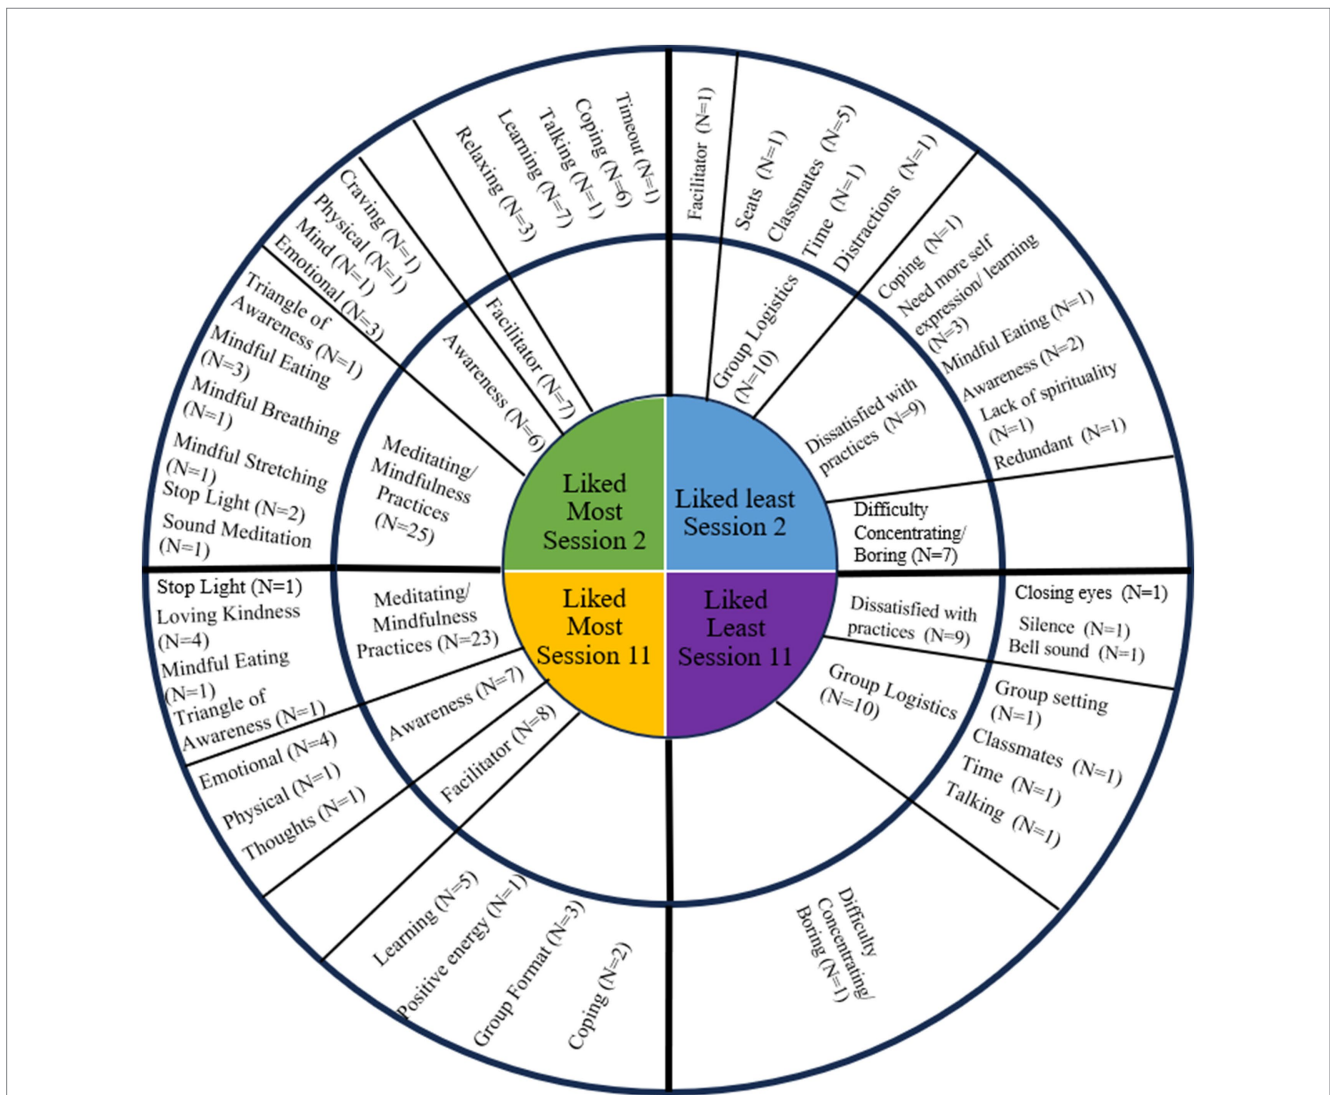 Liked
Most
Session 2
Liked least
Session 2
Liked
Most
Session 11
Liked
Least
Session 11
Timeout (N=1)
Coping (N=6)
Talking (N=1)
Learning (N=7)
Relaxing (N=3)
Facilitator (N=7)
Craving (N=1)
Physical (N=1)
Mind (N=1)
Emotional (N=3)
Awareness (N=6)
Triangle of
Awareness (N=1)
Mindful Eating
(N=3)
Mindful Breathing
(N=1)
Mindful Stretching
(N=1)
Stop Light (N=2)
Sound Meditation
(N=1)
Meditating/
Mindfulness
Practices
(N=25)
Facilitator (N=1)
Seats (N=1)
Classmates (N=5)
Time (N=1)
Distractions (N=1)
Group Logistics
(N=10)
Coping (N=1)
Need more self
expression/ learning
(N=3)
Mindful Eating (N=1)
Awareness (N=2)
Lack of spirituality
(N=1)
Redundant (N=1)
Dissatisfied with
practices (N=9)
Difficulty
Concentrating/
Boring (N=7)
Stop Light (N=1)
Loving Kindness
(N=4)
Mindful Eating
(N=1)
Triangle of
Awareness (N=1)
Meditating/
Mindfulness
Practices (N=23)
Emotional (N=4)
Physical (N=1)
Thoughts (N=1)
Awareness (N=7)
Facilitator (N=8)
Learning (N=5)
Positive energy (N=1)
Group Format (N=3)
Coping (N=2)
Closing eyes (N=1)
Silence (N=1)
Bell sound (N=1)
Dissatisfied with
practices (N=9)
Group setting
(N=1)
Classmates (N=1)
Time (N=1)
Talking (N=1)
Group Logistics
(N=10)
Difficulty
Concentrating/
Boring (N=1)